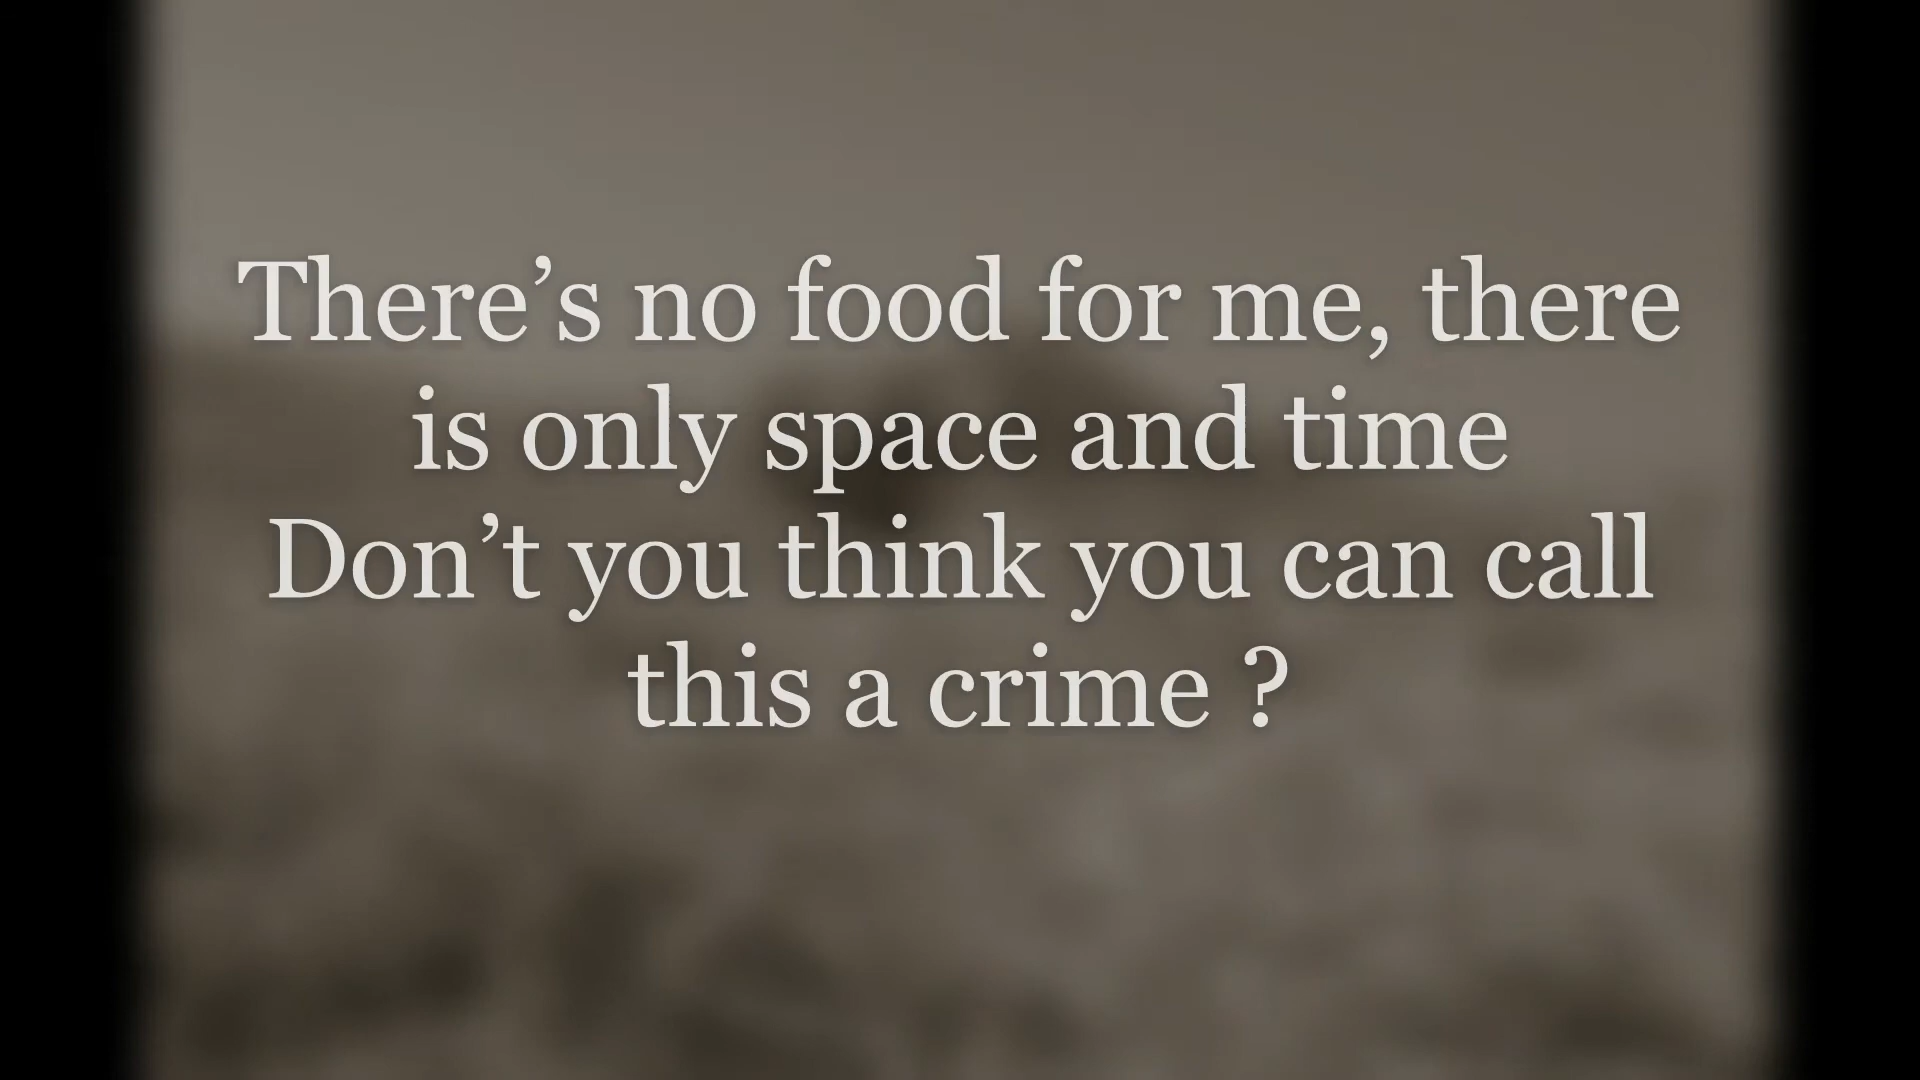 There’s no food for me, there
is only space and time
Don’t you think you can call
this a crime ?